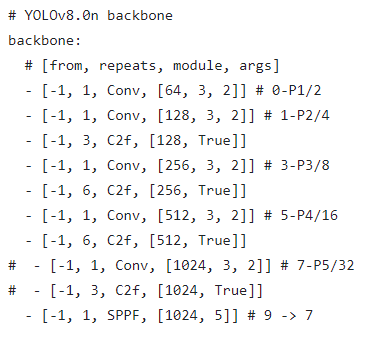 # YOLOv8.0n backbone
backbone:
  # [from, repeats, module, args]
  - [-1, 1, Conv, [64, 3, 2]] # 0-P1/2
  - [-1, 1, Conv, [128, 3, 2]] # 1-P2/4
  - [-1, 3, C2f, [128, True]]
  - [-1, 1, Conv, [256, 3, 2]] # 3-P3/8
  - [-1, 6, C2f, [256, True]]
  - [-1, 1, Conv, [512, 3, 2]] # 5-P4/16
  - [-1, 6, C2f, [512, True]]
#  - [-1, 1, Conv, [1024, 3, 2]] # 7-P5/32
#  - [-1, 3, C2f, [1024, True]]
  - [-1, 1, SPPF, [1024, 5]] # 9 -> 7